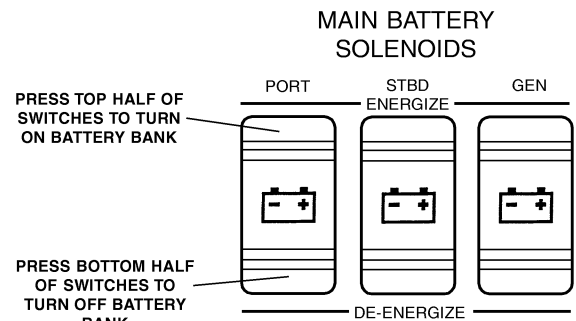 MAIN BATTERY
SOLENOIDS
PORT STBD GEN
ENERGIZE
PRESS TOP HALF OF
SWITCHES TO TURN
ON BATTERY BANK
- + - + - +
PRESS BOTTOM HALF
OF SWITCHES TO
TURN OFF BATTERY
BANK
DE-ENERGIZE